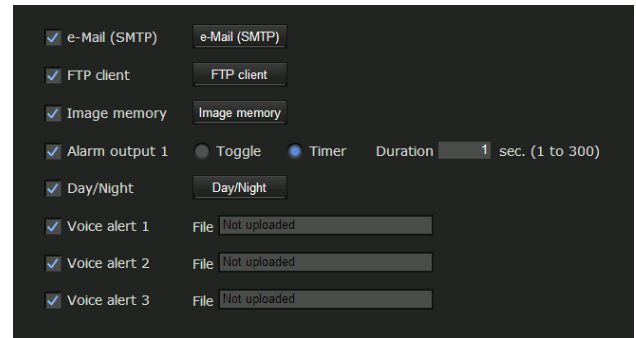 e-Mail (SMTP) e-Mail (SMTP)
FTP client FTP client
Image memory Image memory
Alarm output 1 Toggle Timer Duration 1 sec. (1 to 300)
Day/Night Day/Night
Voice alert 1 File Not uploaded
Voice alert 2 File Not uploaded
Voice alert 3 File Not uploaded